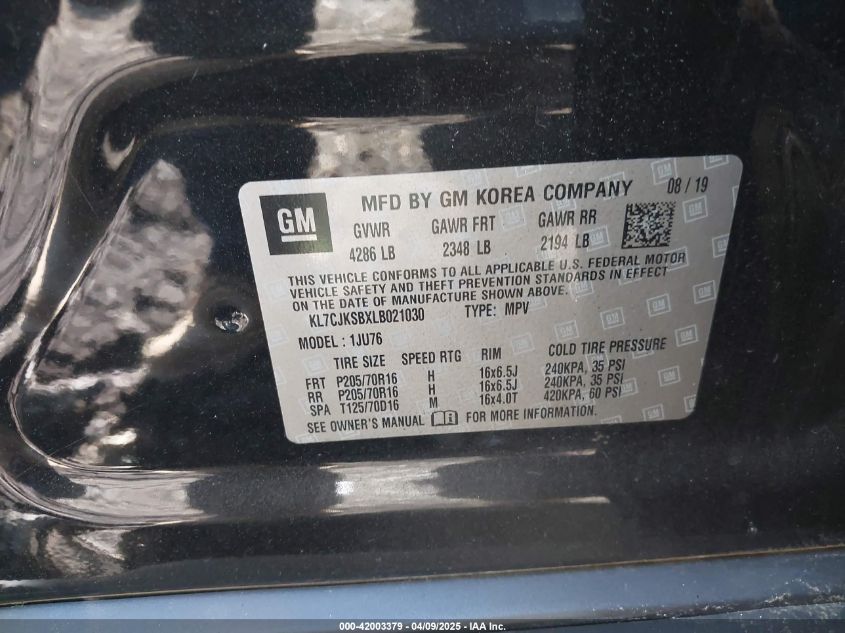 GM
MFD BY GM KOREA COMPANY 08 / 19
GVWR GAWR FRT GAWR RR
4286 LB 2348 LB 2194 LB
THIS VEHICLE CONFORMS TO ALL APPLICABLE U.S. FEDERAL MOTOR
VEHICLE SAFETY AND THEFT PREVENTION STANDARDS IN EFFECT
ON THE DATE OF MANUFACTURE SHOWN ABOVE.
KL7CJKSBXLB021030 TYPE: MPV
MODEL : 1JU76
TIRE SIZE SPEED RTG RIM COLD TIRE PRESSURE
FRT P205/70R16 H 16x6.5J 240KPA, 35 PSI
RR P205/70R16 H 16x6.5J 240KPA, 35 PSI
SPA T125/70D16 M 16x4.0T 420KPA, 60 PSI
SEE OWNER'S MANUAL FOR MORE INFORMATION.
000-42003379 - 04/09/2025 - IAA Inc.